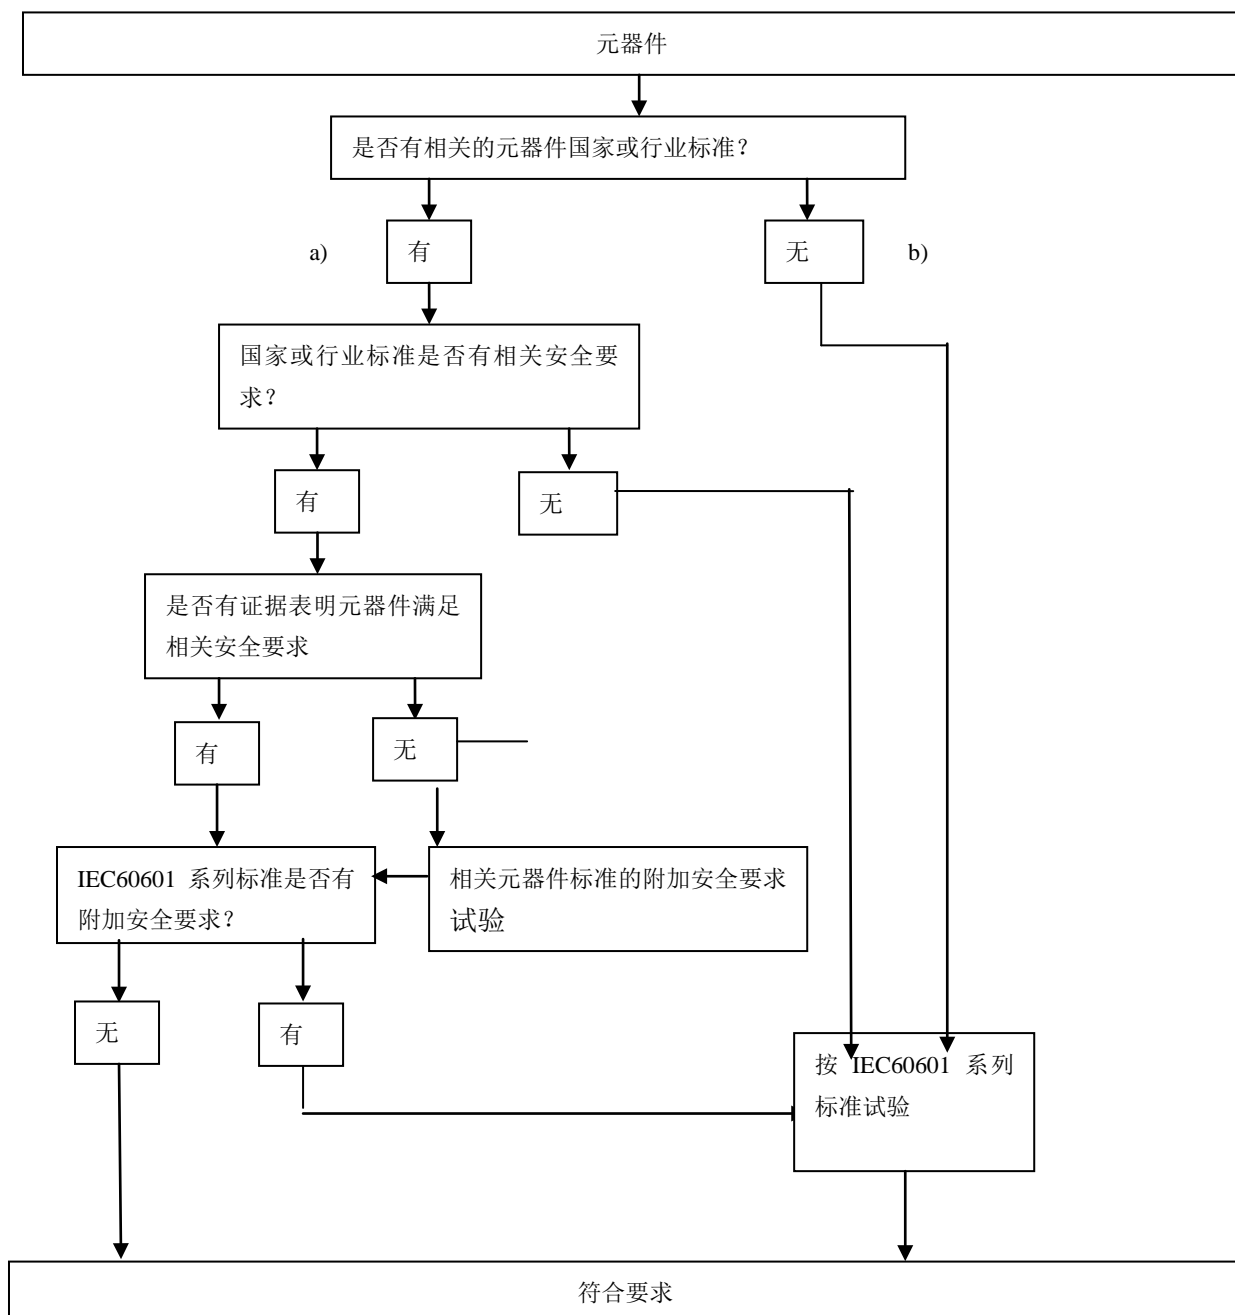 元器件
是否有相关的元器件国家或行业标准？
a)
有
无
b)
国家或行业标准是否有相关安全要
求？
有
无
是否有证据表明元器件满足
相关安全要求
有
无
IEC60601 系列标准是否有
附加安全要求？
相关元器件标准的附加安全要求
试验
无
有
按 IEC60601 系列
标准试验
符合要求